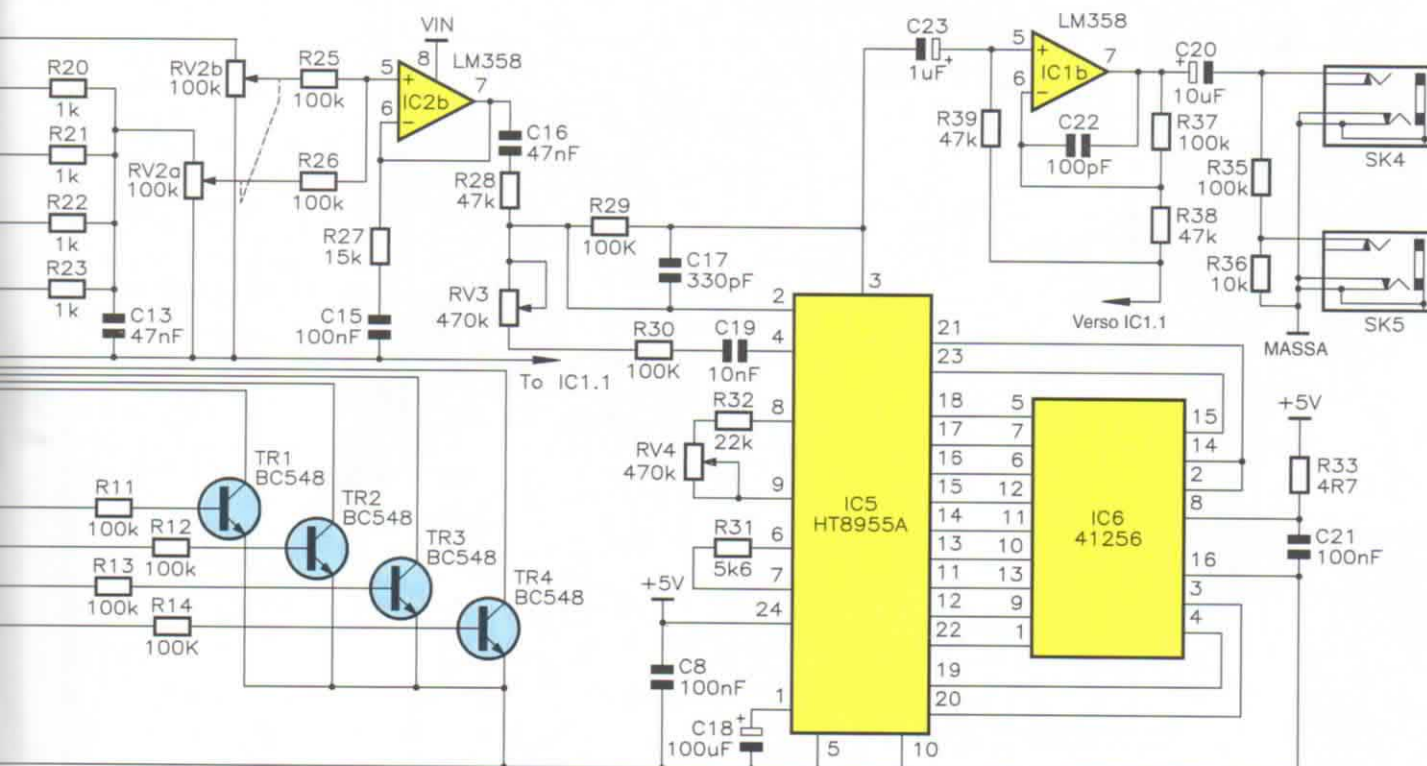 VIN
8
LM358
5
+
6
−
7
IC2b
R20
1k
R21
1k
R22
1k
R23
1k
C13
47nF
RV2b
100k
RV2a
100k
R25
100k
R26
100k
R27
15k
C15
100nF
C16
47nF
R28
47k
R29
100K
C17
330pF
RV3
470k
R30
100K
C19
10nF
To IC1.1
C23
1uF
+
LM358
5
+
6
−
7
IC1b
R39
47k
C22
100pF
C20
+
10uF
R37
100k
R38
47k
Verso IC1.1
R35
100k
R36
10k
MASSA
SK4
SK5
R11
100k
R12
100k
R13
100k
R14
100K
TR1
BC548
TR2
BC548
TR3
BC548
TR4
BC548
R32
22k
RV4
470k
R31
5k6
+5V
C8
100nF
C18
+
100uF
2
4
8
9
6
7
24
1
3
IC5
HT8955A
5
10
21
23
18
17
16
15
14
13
11
12
22
19
20
5
7
6
12
11
10
13
9
1
IC6
41256
15
14
2
8
16
3
4
+5V
R33
4R7
C21
100nF